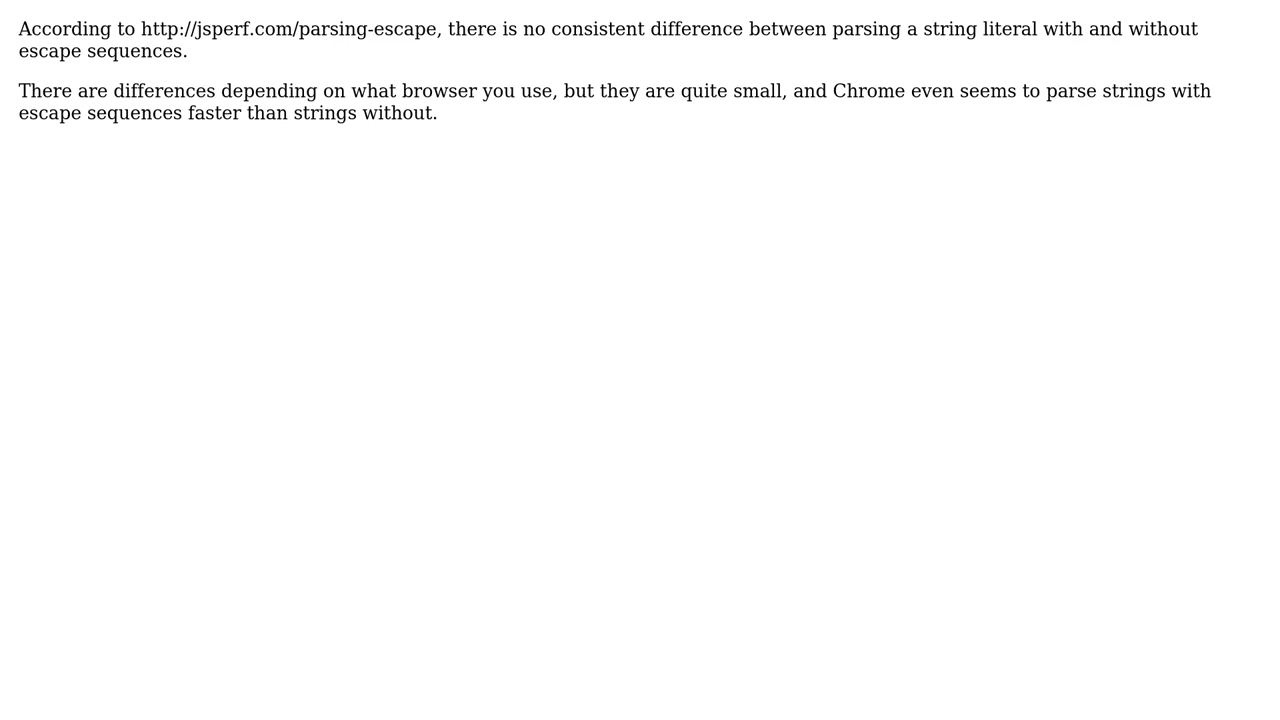 According to http://jsperf.com/parsing-escape, there is no consistent difference between parsing a string literal with and without
escape sequences.
There are differences depending on what browser you use, but they are quite small, and Chrome even seems to parse strings with
escape sequences faster than strings without.